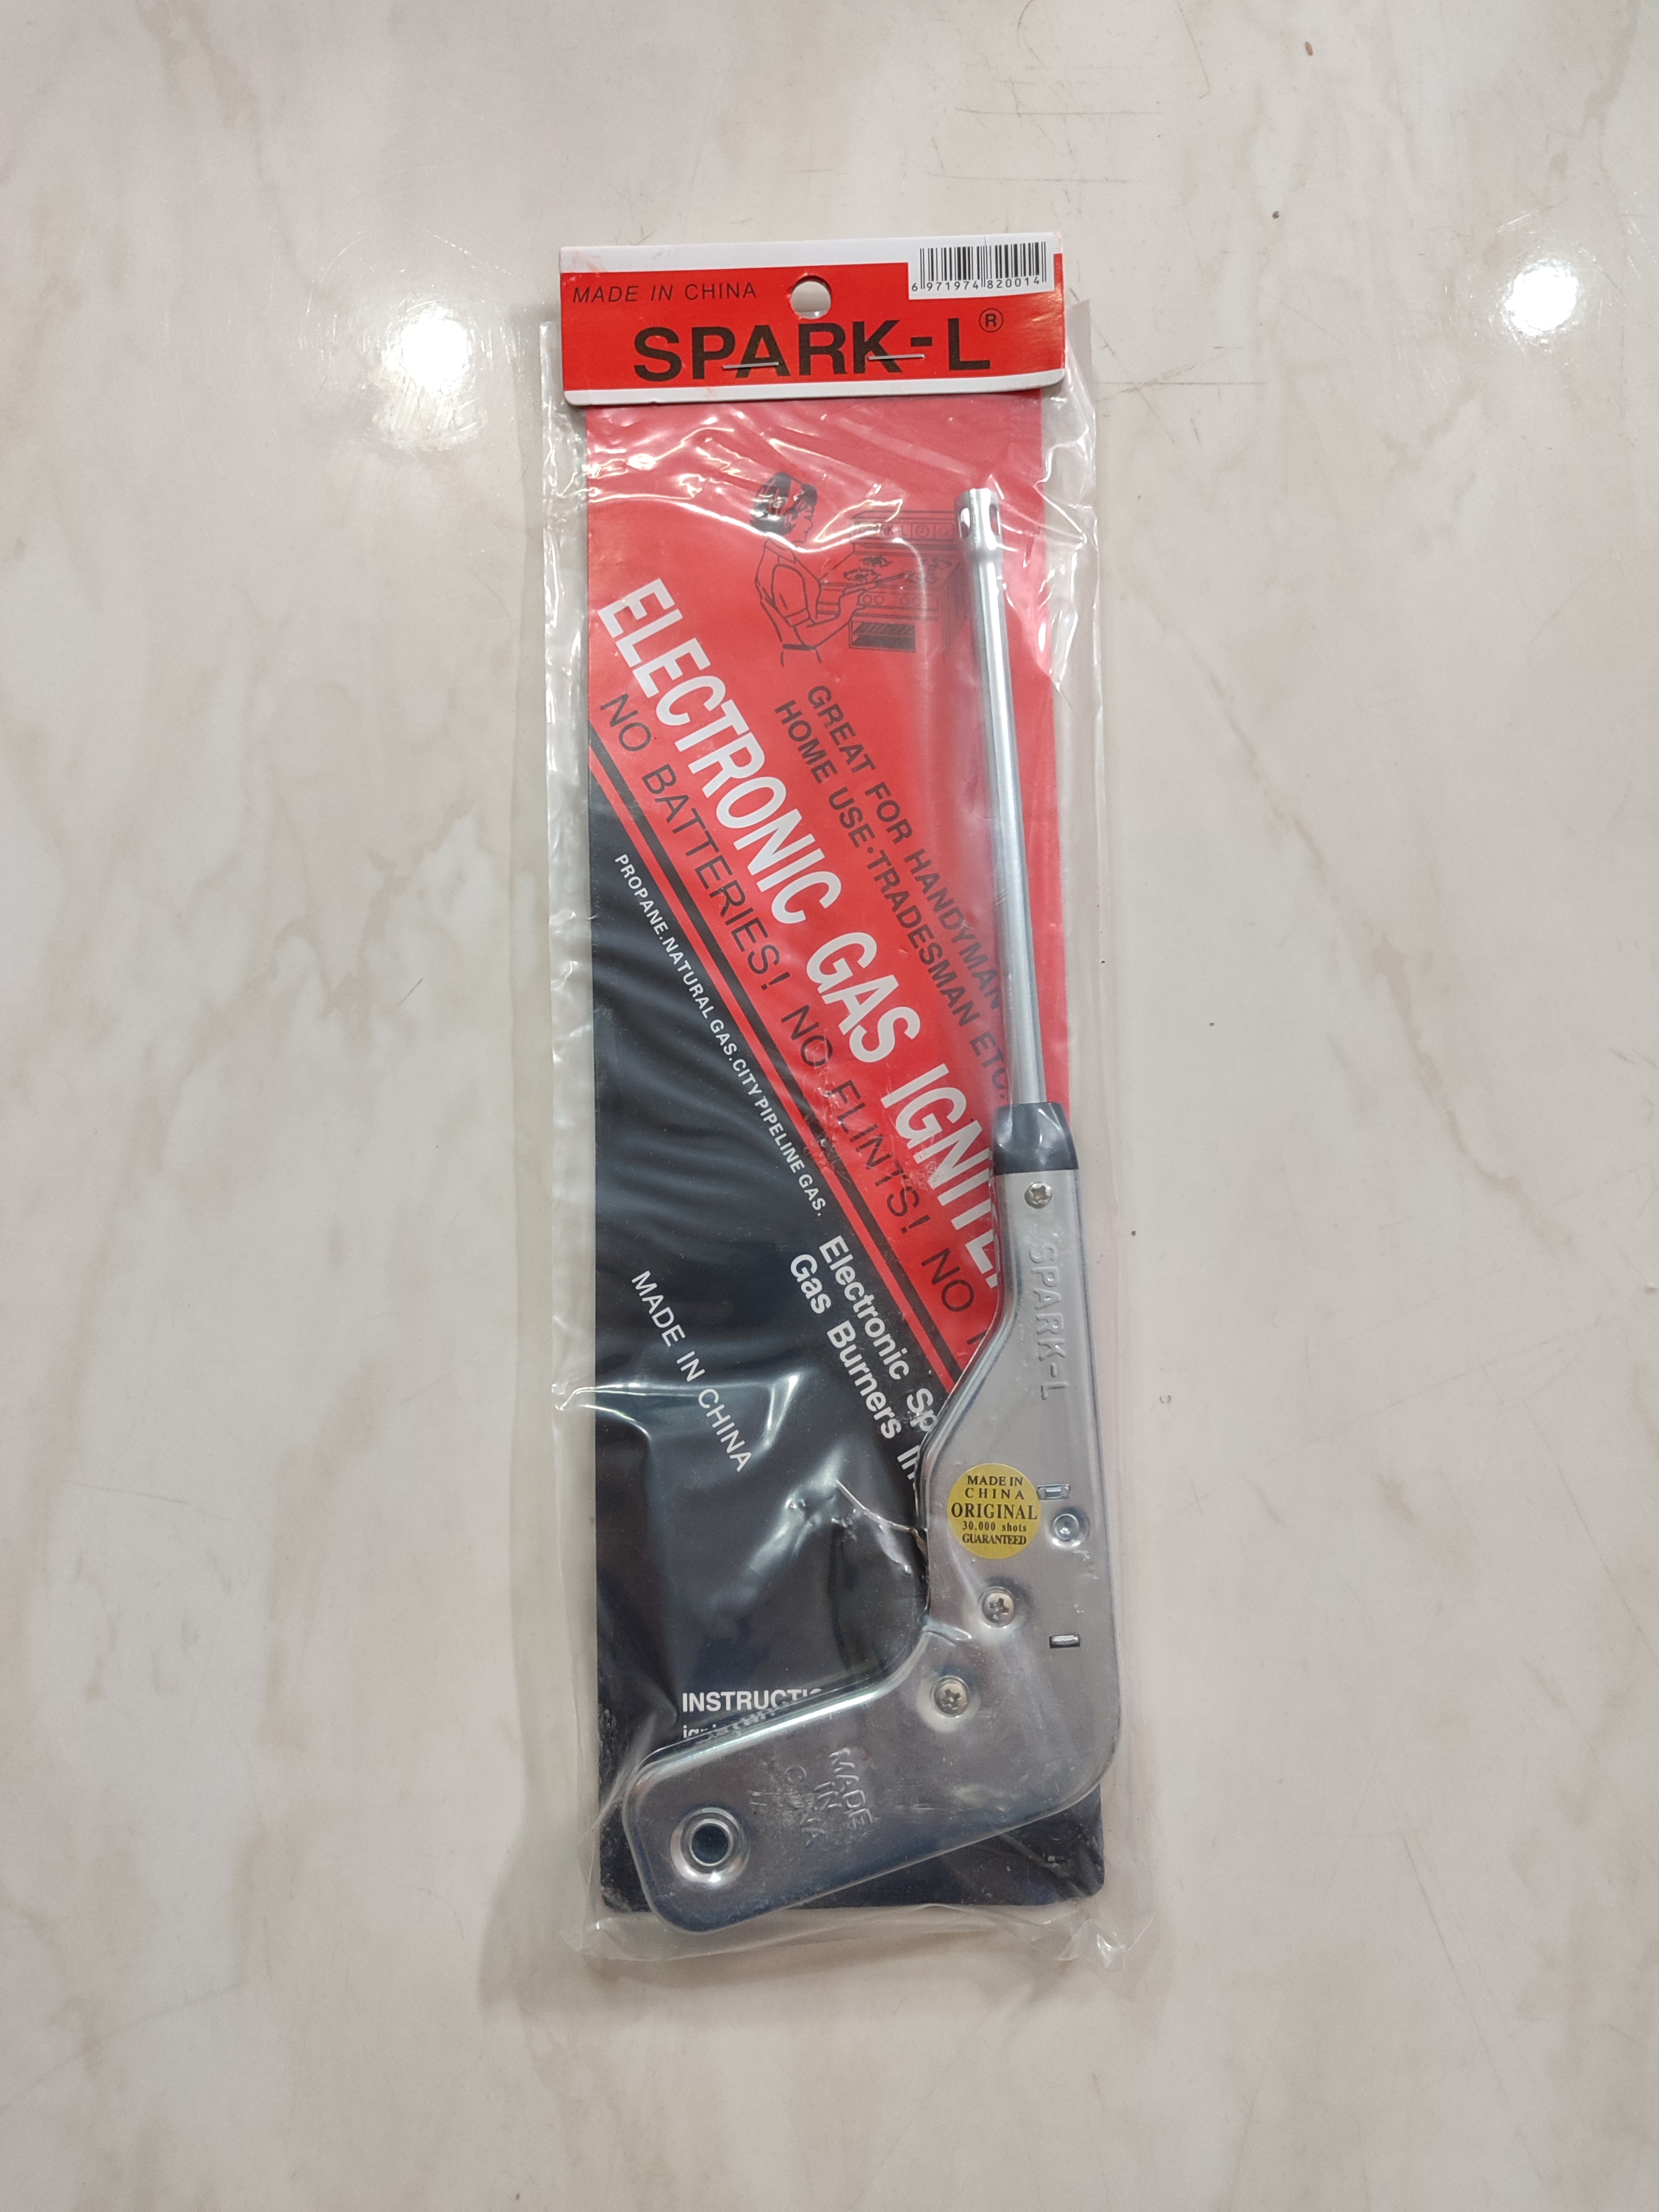 MADE IN CHINA
6 971974 820014
SPARK-L®
GREAT FOR HANDYMAN
HOME USE·TRADESMAN ETC.
ELECTRONIC GAS
NO BATTERIES! NO FLINTS! NO
PROPANE.NATURAL GAS.CITY PIPELINE GAS.
Electronic
Gas Burners
MADE IN CHINA
SPARK-L
MADE IN
CHINA
ORIGINAL
30.000 shots
GUARANTEED
MADE
IN
CHINA